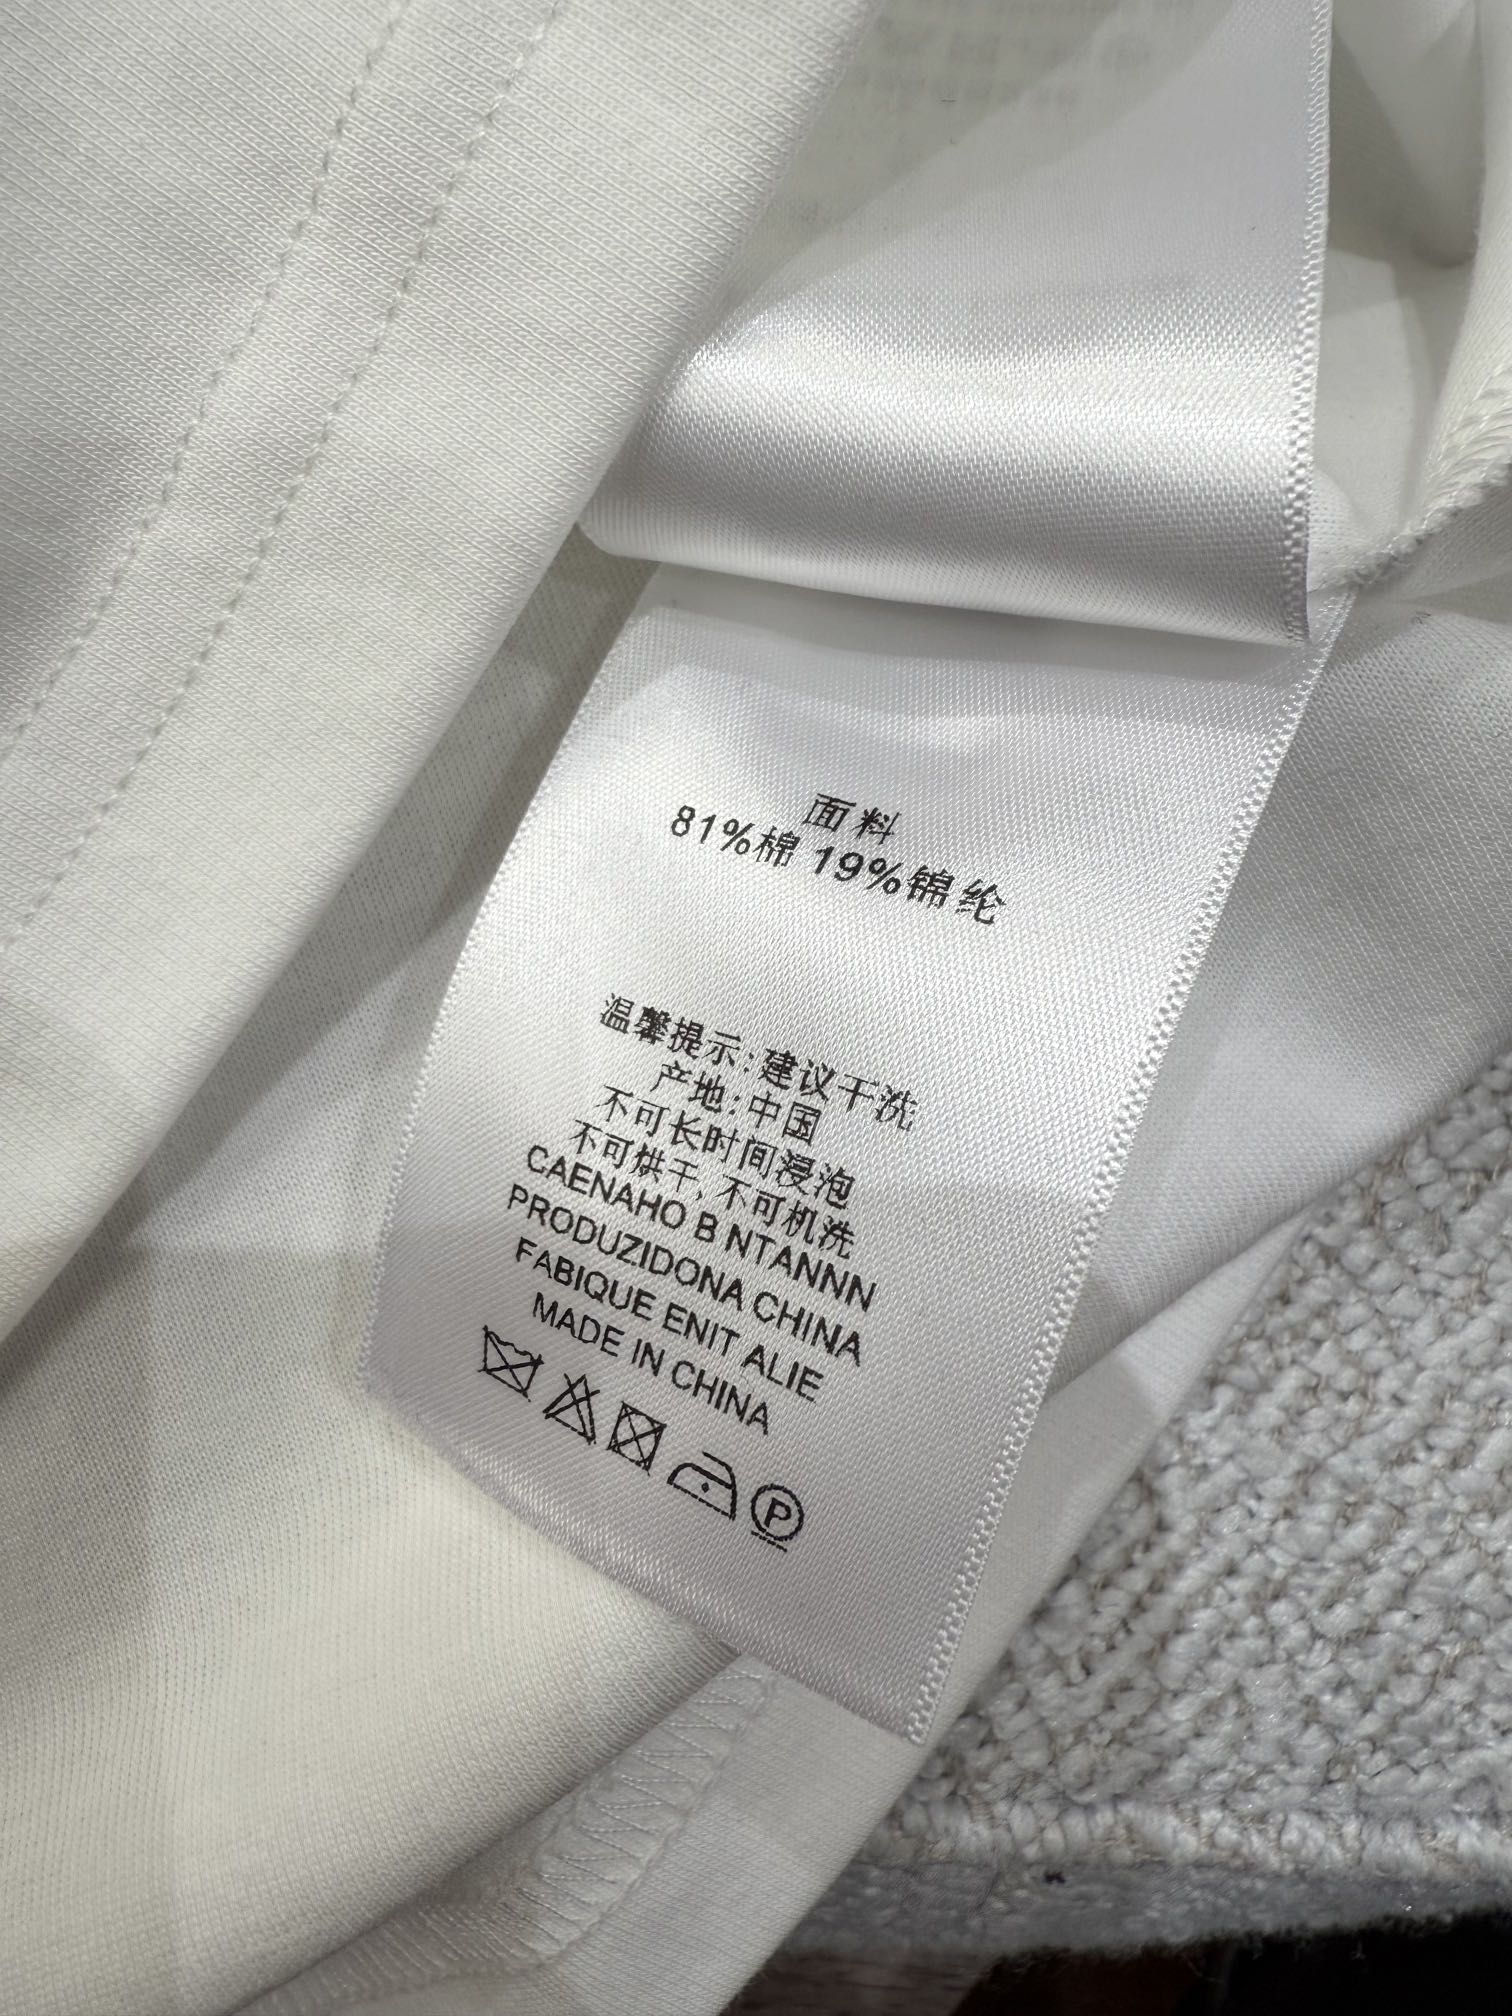 面料
81%棉 19%锦纶
温馨提示:建议干洗
产地:中国
不可长时间浸泡
不可烘干,不可机洗
CAENAHO B NTANNN
PRODUZIDONA CHINA
FABIQUE ENIT ALIE
MADE IN CHINA
P